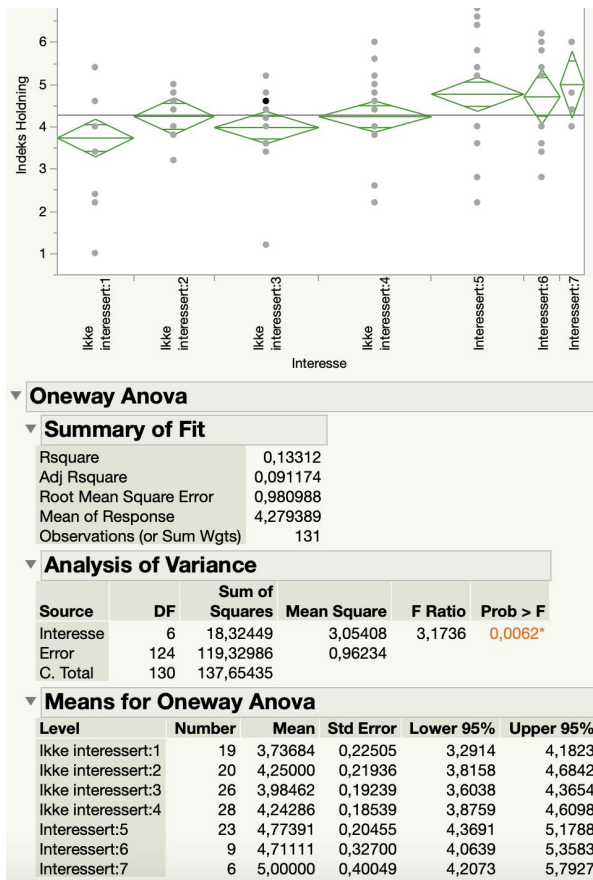 6
5
4
3
2
1
Indeks Holdning
Ikke interessert:1
Ikke interessert:2
Ikke interessert:3
Ikke interessert:4
Interessert:5
Interessert:6
Interessert:7
Interesse
Oneway Anova
Summary of Fit
Rsquare 0,13312
Adj Rsquare 0,091174
Root Mean Square Error 0,980988
Mean of Response 4,279389
Observations (or Sum Wgts) 131
Analysis of Variance
Sum of
Source DF Squares Mean Square F Ratio Prob > F
Interesse 6 18,32449 3,05408 3,1736 0,0062*
Error 124 119,32986 0,96234
C. Total 130 137,65435
Means for Oneway Anova
Level Number Mean Std Error Lower 95% Upper 95%
Ikke interessert:1 19 3,73684 0,22505 3,2914 4,1823
Ikke interessert:2 20 4,25000 0,21936 3,8158 4,6842
Ikke interessert:3 26 3,98462 0,19239 3,6038 4,3654
Ikke interessert:4 28 4,24286 0,18539 3,8759 4,6098
Interessert:5 23 4,77391 0,20455 4,3691 5,1788
Interessert:6 9 4,71111 0,32700 4,0639 5,3583
Interessert:7 6 5,00000 0,40049 4,2073 5,7927